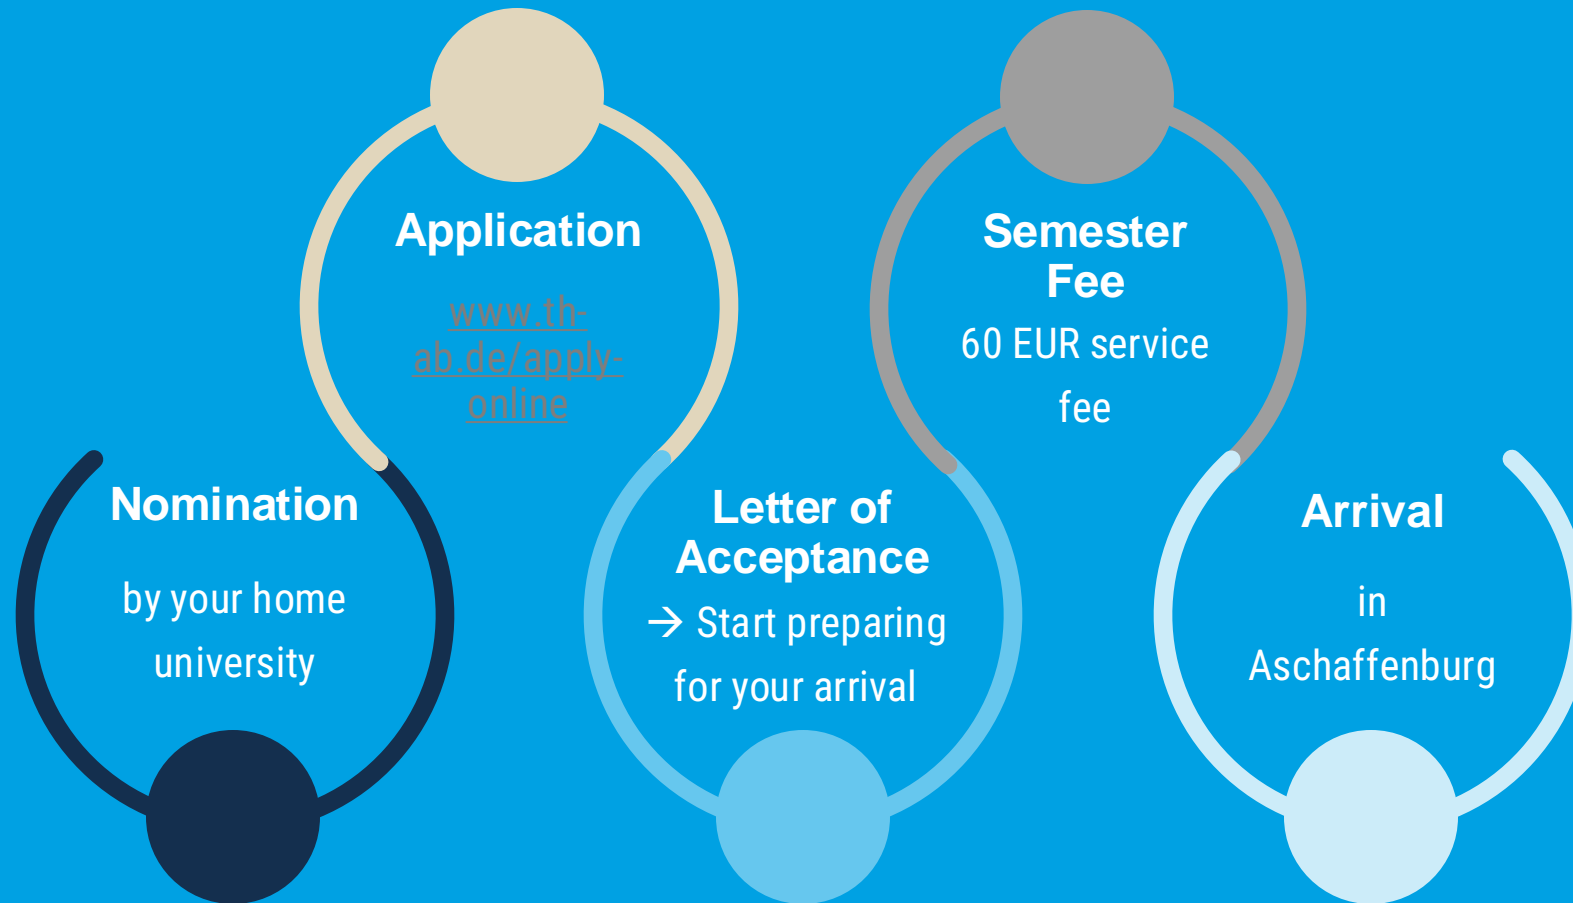 Nomination
by your home
university
Application
www.th-
ab.de/apply-
online
Letter of
Acceptance
→ Start preparing
for your arrival
Semester
Fee
60 EUR service
fee
Arrival
in
Aschaffenburg